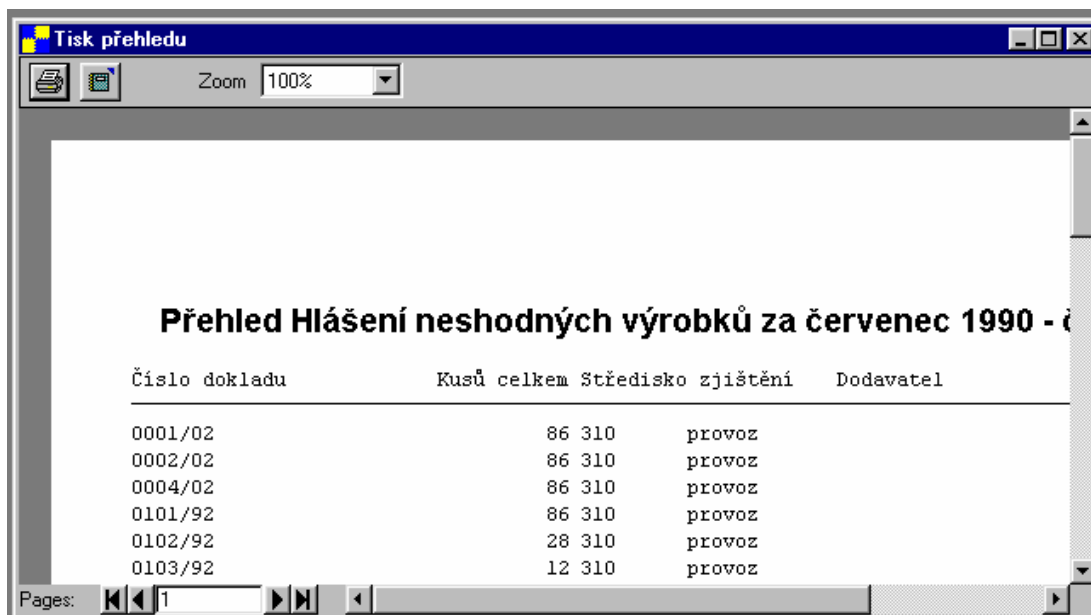 Tisk přehledu
Zoom 100%
Přehled Hlášení neshodných výrobků za červenec 1990 -
Číslo dokladu Kusů celkem Středisko zjištění Dodavatel
0001/02 86 310 provoz
0002/02 86 310 provoz
0004/02 86 310 provoz
0101/92 86 310 provoz
0102/92 28 310 provoz
0103/92 12 310 provoz
Pages: 1